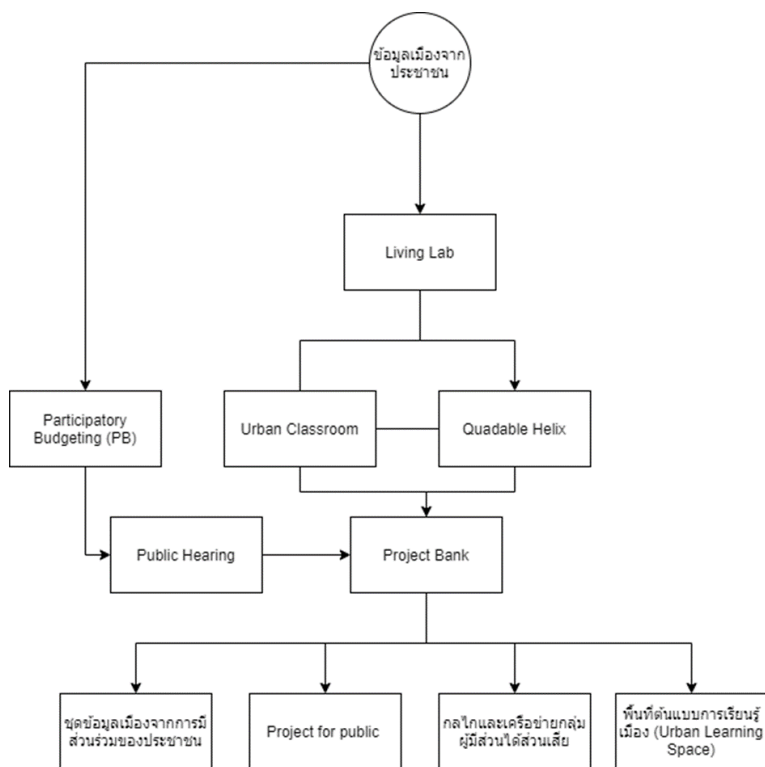 ข้อมูลเมืองจาก
ประชาชน
Living Lab
Participatory
Budgeting (PB)
Urban Classroom
Quadable Helix
Public Hearing
Project Bank
ชุดข้อมูลเมืองจากการมี
ส่วนร่วมของประชาชน
Project for public
กลไกและเครือข่ายกลุ่ม
ผู้มีส่วนได้ส่วนเสีย
พื้นที่ต้นแบบการเรียนรู้
เมือง (Urban Learning
Space)